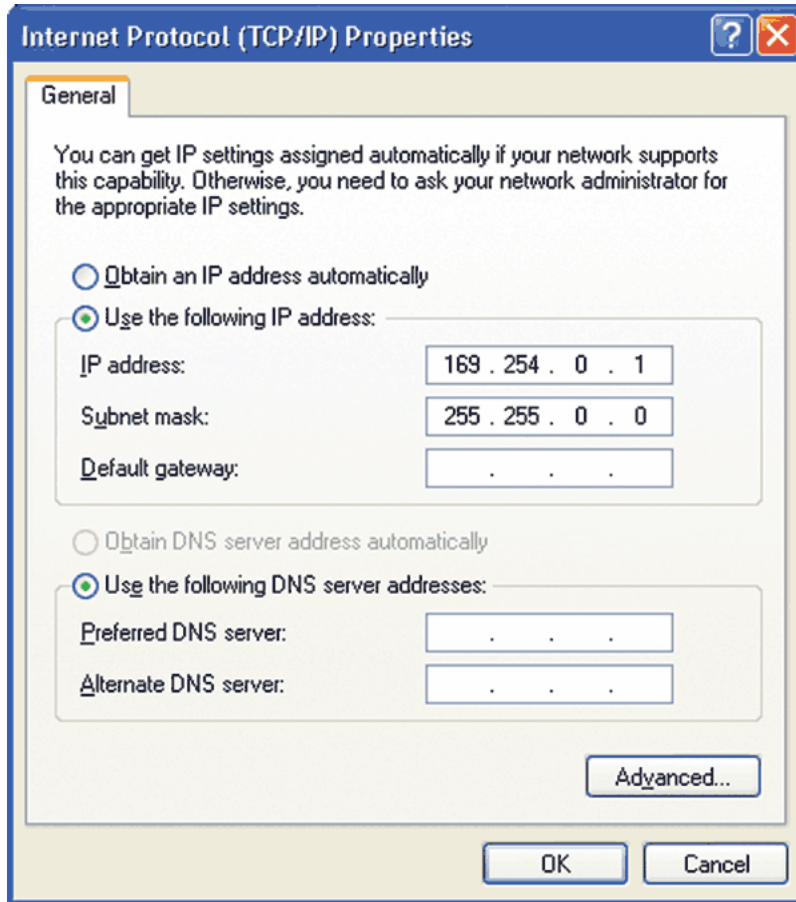 Internet Protocol (TCP/IP) Properties
General
You can get IP settings assigned automatically if your network supports
this capability. Otherwise, you need to ask your network administrator for
the appropriate IP settings.
Obtain an IP address automatically
Use the following IP address:
IP address: 169 . 254 . 0 . 1
Subnet mask: 255 . 255 . 0 . 0
Default gateway: . . .
Obtain DNS server address automatically
Use the following DNS server addresses:
Preferred DNS server: . . .
Alternate DNS server: . . .
Advanced...
OK Cancel